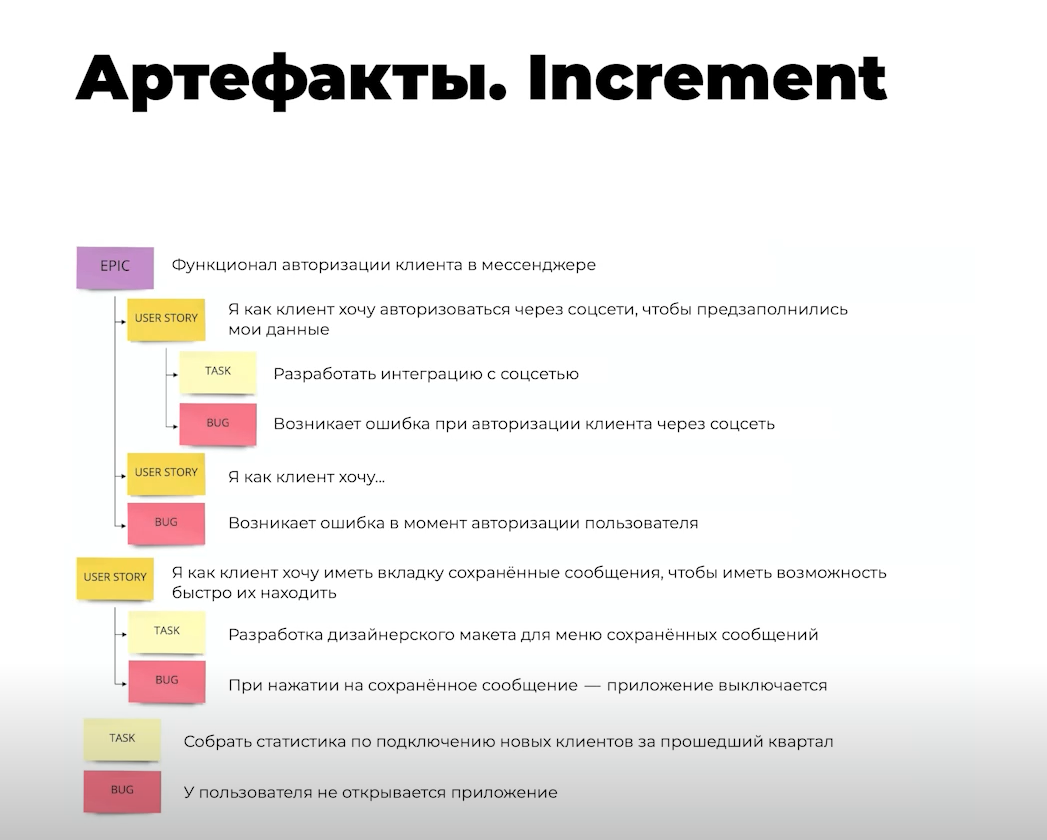 Артефакты. Increment
EPIC
Функционал авторизации клиента в мессенджере
USER STORY
Я как клиент хочу авторизоваться через соцсети, чтобы предзаполнились
мои данные
TASK
Разработать интеграцию с соцсетью
BUG
Возникает ошибка при авторизации клиента через соцсеть
USER STORY
Я как клиент хочу...
BUG
Возникает ошибка в момент авторизации пользователя
USER STORY
Я как клиент хочу иметь вкладку сохранённые сообщения, чтобы иметь возможность
быстро их находить
TASK
Разработка дизайнерского макета для меню сохранённых сообщений
BUG
При нажатии на сохранённое сообщение — приложение выключается
TASK
Собрать статистика по подключению новых клиентов за прошедший квартал
BUG
У пользователя не открывается приложение